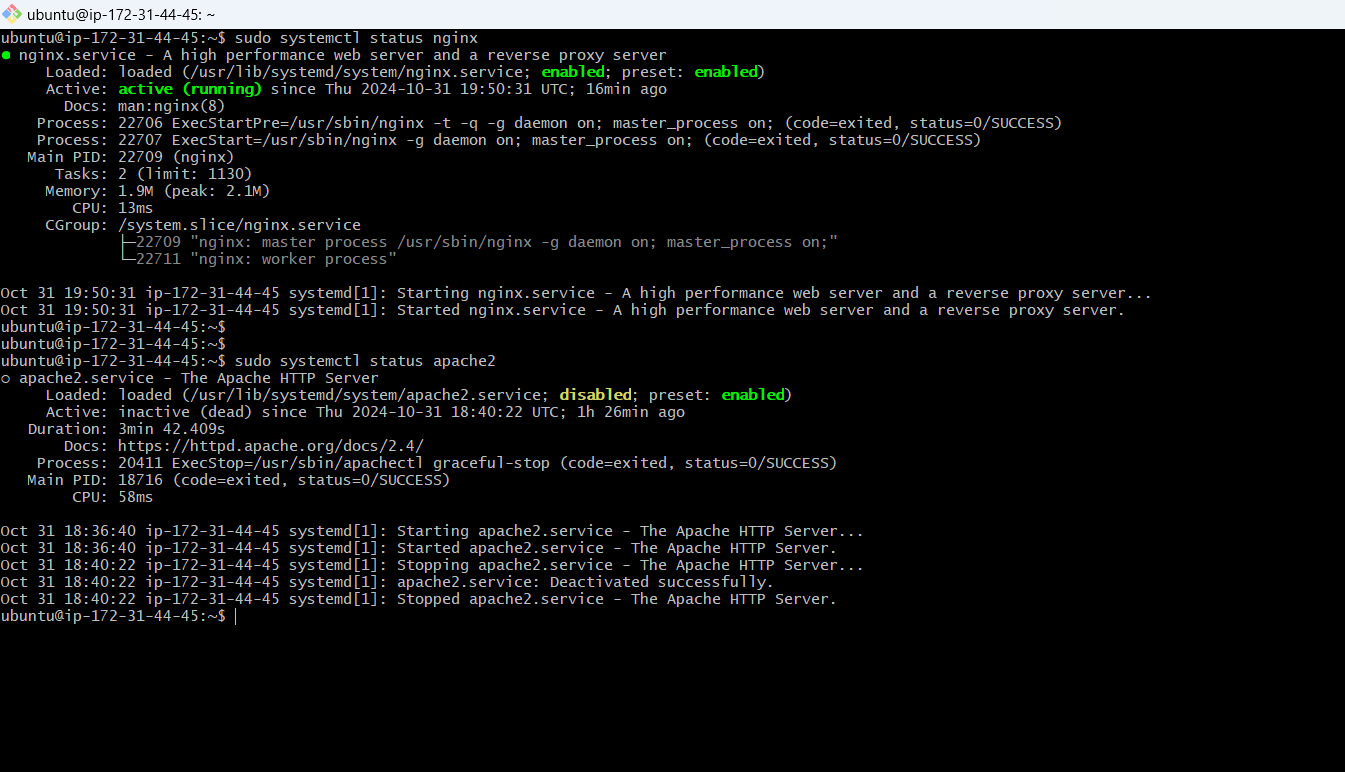 ubuntu@ip-172-31-44-45: ~
ubuntu@ip-172-31-44-45:~$ sudo systemctl status nginx
● nginx.service - A high performance web server and a reverse proxy server
Loaded: loaded (/usr/lib/systemd/system/nginx.service; enabled; preset: enabled)
Active: active (running) since Thu 2024-10-31 19:50:31 UTC; 16min ago
Docs: man:nginx(8)
Process: 22706 ExecStartPre=/usr/sbin/nginx -t -q -g daemon on; master_process on; (code=exited, status=0/SUCCESS)
Process: 22707 ExecStart=/usr/sbin/nginx -g daemon on; master_process on; (code=exited, status=0/SUCCESS)
Main PID: 22709 (nginx)
Tasks: 2 (limit: 1130)
Memory: 1.9M (peak: 2.1M)
CPU: 13ms
CGroup: /system.slice/nginx.service
├─22709 "nginx: master process /usr/sbin/nginx -g daemon on; master_process on;"
└─22711 "nginx: worker process"
Oct 31 19:50:31 ip-172-31-44-45 systemd[1]: Starting nginx.service - A high performance web server and a reverse proxy server...
Oct 31 19:50:31 ip-172-31-44-45 systemd[1]: Started nginx.service - A high performance web server and a reverse proxy server.
ubuntu@ip-172-31-44-45:~$
ubuntu@ip-172-31-44-45:~$
ubuntu@ip-172-31-44-45:~$ sudo systemctl status apache2
○ apache2.service - The Apache HTTP Server
Loaded: loaded (/usr/lib/systemd/system/apache2.service; disabled; preset: enabled)
Active: inactive (dead) since Thu 2024-10-31 18:40:22 UTC; 1h 26min ago
Duration: 3min 42.409s
Docs: https://httpd.apache.org/docs/2.4/
Process: 20411 ExecStop=/usr/sbin/apachectl graceful-stop (code=exited, status=0/SUCCESS)
Main PID: 18716 (code=exited, status=0/SUCCESS)
CPU: 58ms
Oct 31 18:36:40 ip-172-31-44-45 systemd[1]: Starting apache2.service - The Apache HTTP Server...
Oct 31 18:36:40 ip-172-31-44-45 systemd[1]: Started apache2.service - The Apache HTTP Server.
Oct 31 18:40:22 ip-172-31-44-45 systemd[1]: Stopping apache2.service - The Apache HTTP Server...
Oct 31 18:40:22 ip-172-31-44-45 systemd[1]: apache2.service: Deactivated successfully.
Oct 31 18:40:22 ip-172-31-44-45 systemd[1]: Stopped apache2.service - The Apache HTTP Server.
ubuntu@ip-172-31-44-45:~$